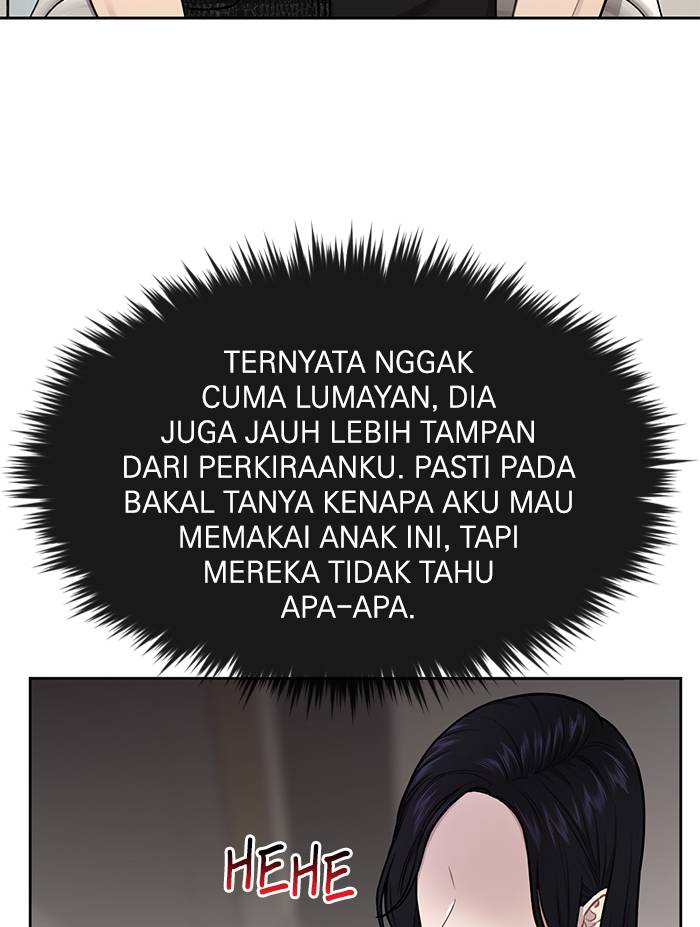 TERNYATA NGGAK
CUMA LUMAYAN, DIA
JUGA JAUH LEBIH TAMPAN
DARI PERKIRAANKU. PASTI PADA
BAKAL TANYA KENAPA AKU MAU
MEMAKAI ANAK INI, TAPI
MEREKA TIDAK TAHU
APA-APA.
HEHE